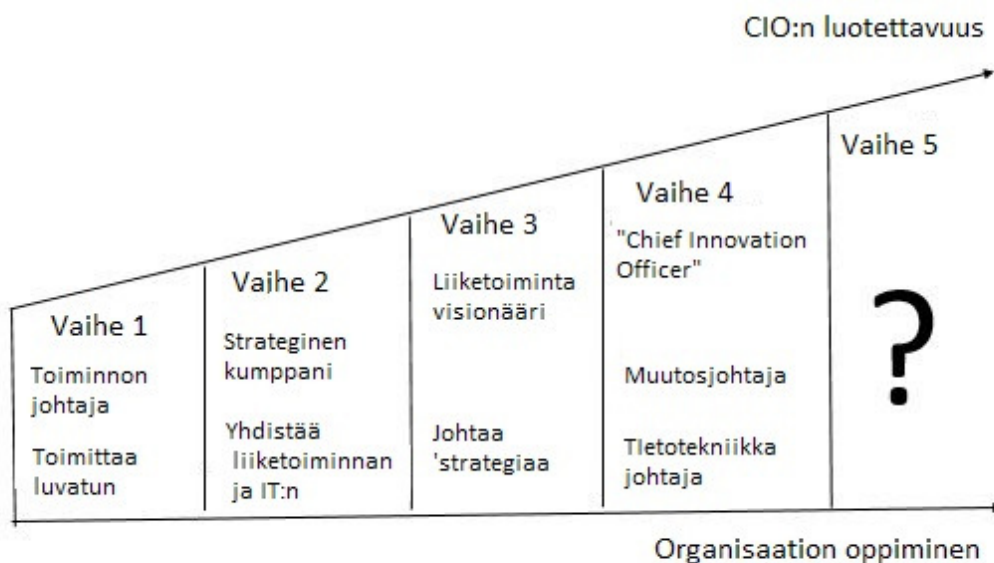 CIO:n luotettavuus
Vaihe 1
Toiminnon
johtaja
Toimittaa
luvatun
Vaihe 2
Strateginen
kumppani
Yhdistää
liiketoiminnan
ja IT:n
Vaihe 3
Liiketoiminta
visionääri
Johtaa
'strategiaa
Vaihe 4
"Chief Innovation
Officer"
Muutosjohtaja
TIetotekniikka
johtaja
Vaihe 5
?
Organisaation oppiminen